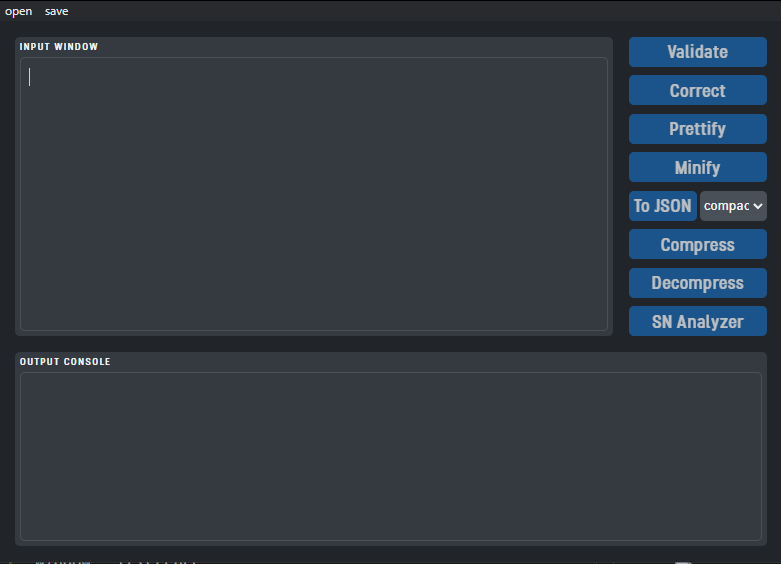 open save
INPUT WINDOW
Validate
Correct
Prettify
Minify
To JSON compac
Compress
Decompress
SN Analyzer
OUTPUT CONSOLE